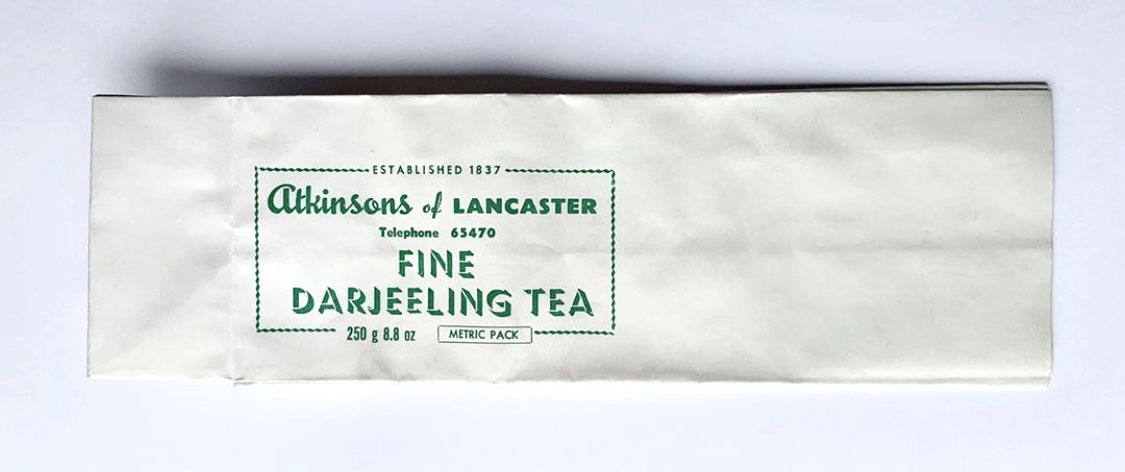 ESTABLISHED 1837
Atkinsons of LANCASTER
Telephone 65470
FINE
DARJEELING TEA
250 g 8.8 oz METRIC PACK